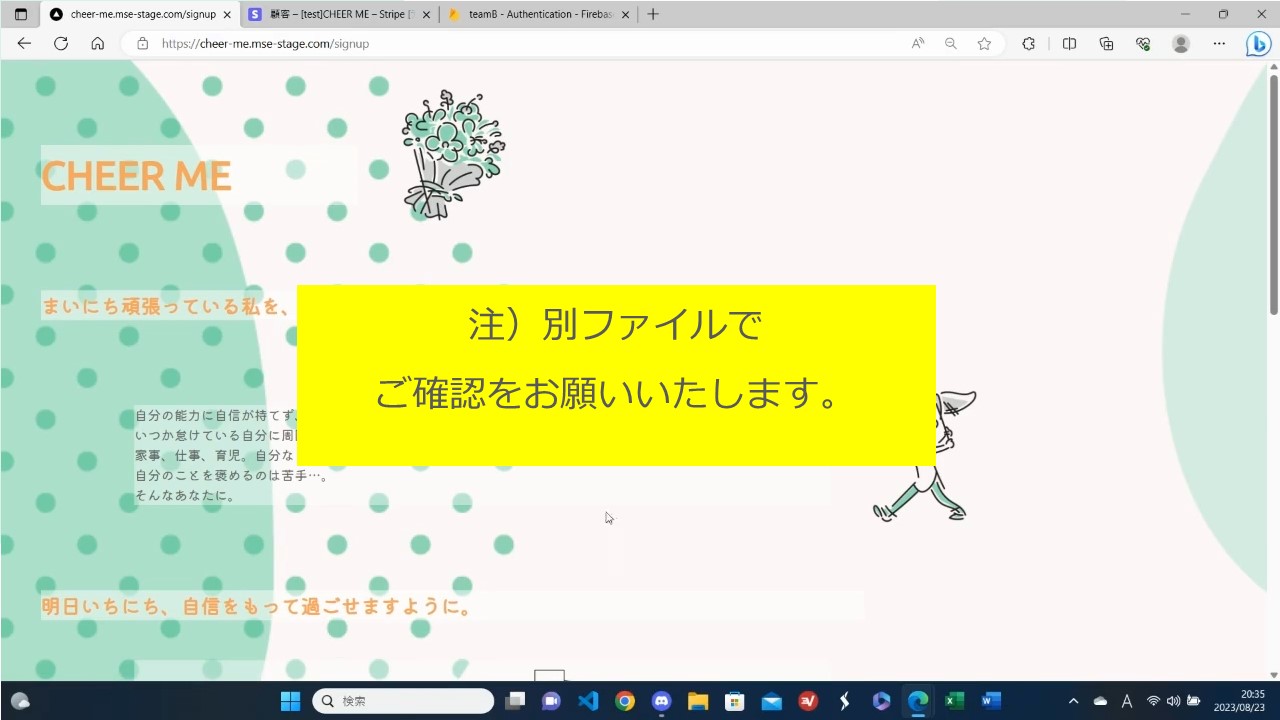 cheer-me.mse-stage.com/signup
顧客 – [test]CHEER ME – Stripe [
teamB - Authentication - Firebas
https://cheer-me.mse-stage.com/signup
CHEER ME
まいにち頑張っている私を、
注）別ファイルで
ご確認をお願いいたします。
自分の能力に自信が持てず、
いつか怠けている自分に周
家事、仕事、育児。自分な
自分のことを褒めるのは苦手…。
そんなあなたに。
明日いちにち、自信をもって過ごせますように。
検索
A
20:35
2023/08/23